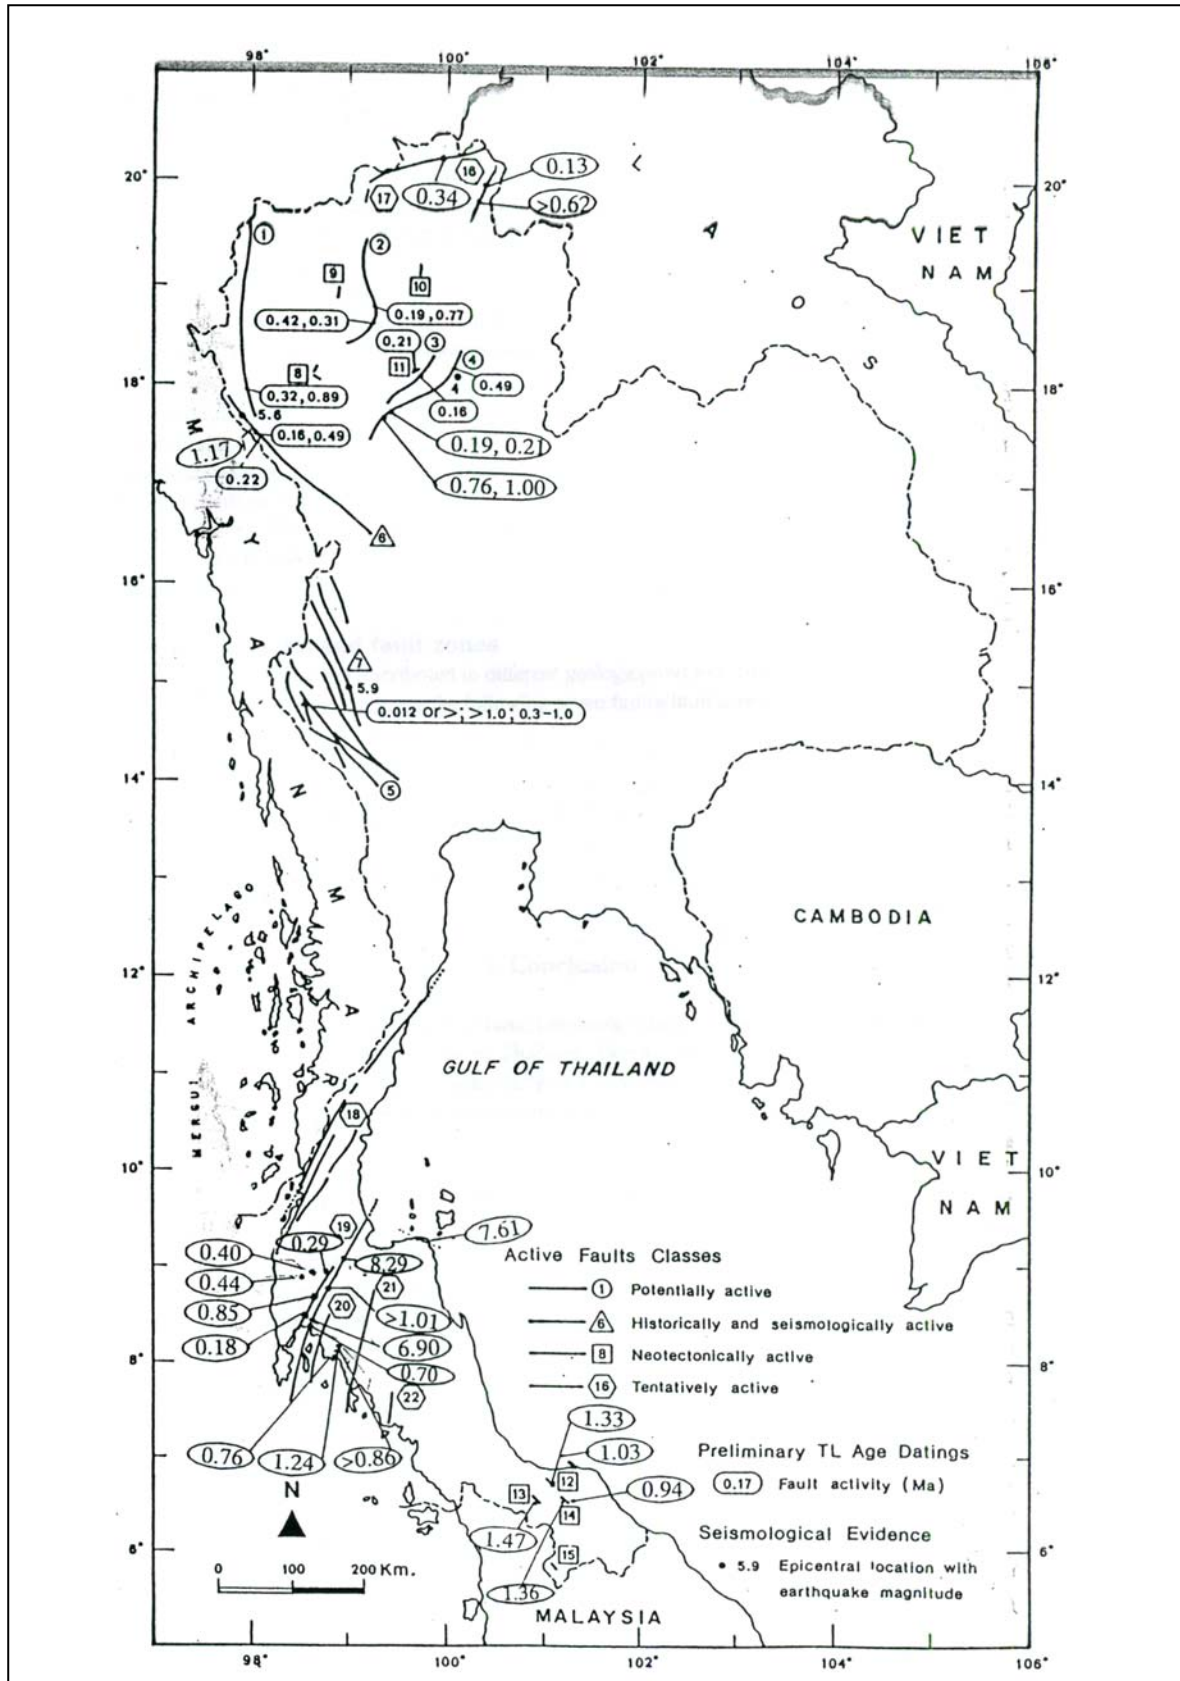 98° 100° 102° 104° 106°
20° 20°
18° 18°
16° 16°
14° 14°
12° 12°
10° 10°
8° 8°
6° 6°
98° 100° 102° 104° 106°
16
0.13
17
0.34
>0.62
L A O S
VIET
NAM
1
2
9
10
0.42, 0.31
0.19, 0.77
0.21
3
11
4
8
4
0.49
0.32, 0.89
0.16
5.6
0.16, 0.49
0.19, 0.21
1.17
0.22
0.76, 1.00
6
M Y A N M A R
7
5.9
0.012 or >; >1.0; 0.3-1.0
5
CAMBODIA
MERGUI ARCHIPELAGO
GULF OF THAILAND
18
VIET
NAM
19
7.61
0.40
0.29
8.29
0.44
21
0.85
20
>1.01
0.18
6.90
0.70
22
0.76
1.24
>0.86
1.33
1.03
12
0.94
13
14
1.47
15
1.36
MALAYSIA
N
0 100 200 Km.
Active Faults Classes
1 Potentially active
6 Historically and seismologically active
8 Neotectonically active
16 Tentatively active
Preliminary TL Age Datings
0.17 Fault activity (Ma)
Seismological Evidence
• 5.9 Epicentral location with
earthquake magnitude